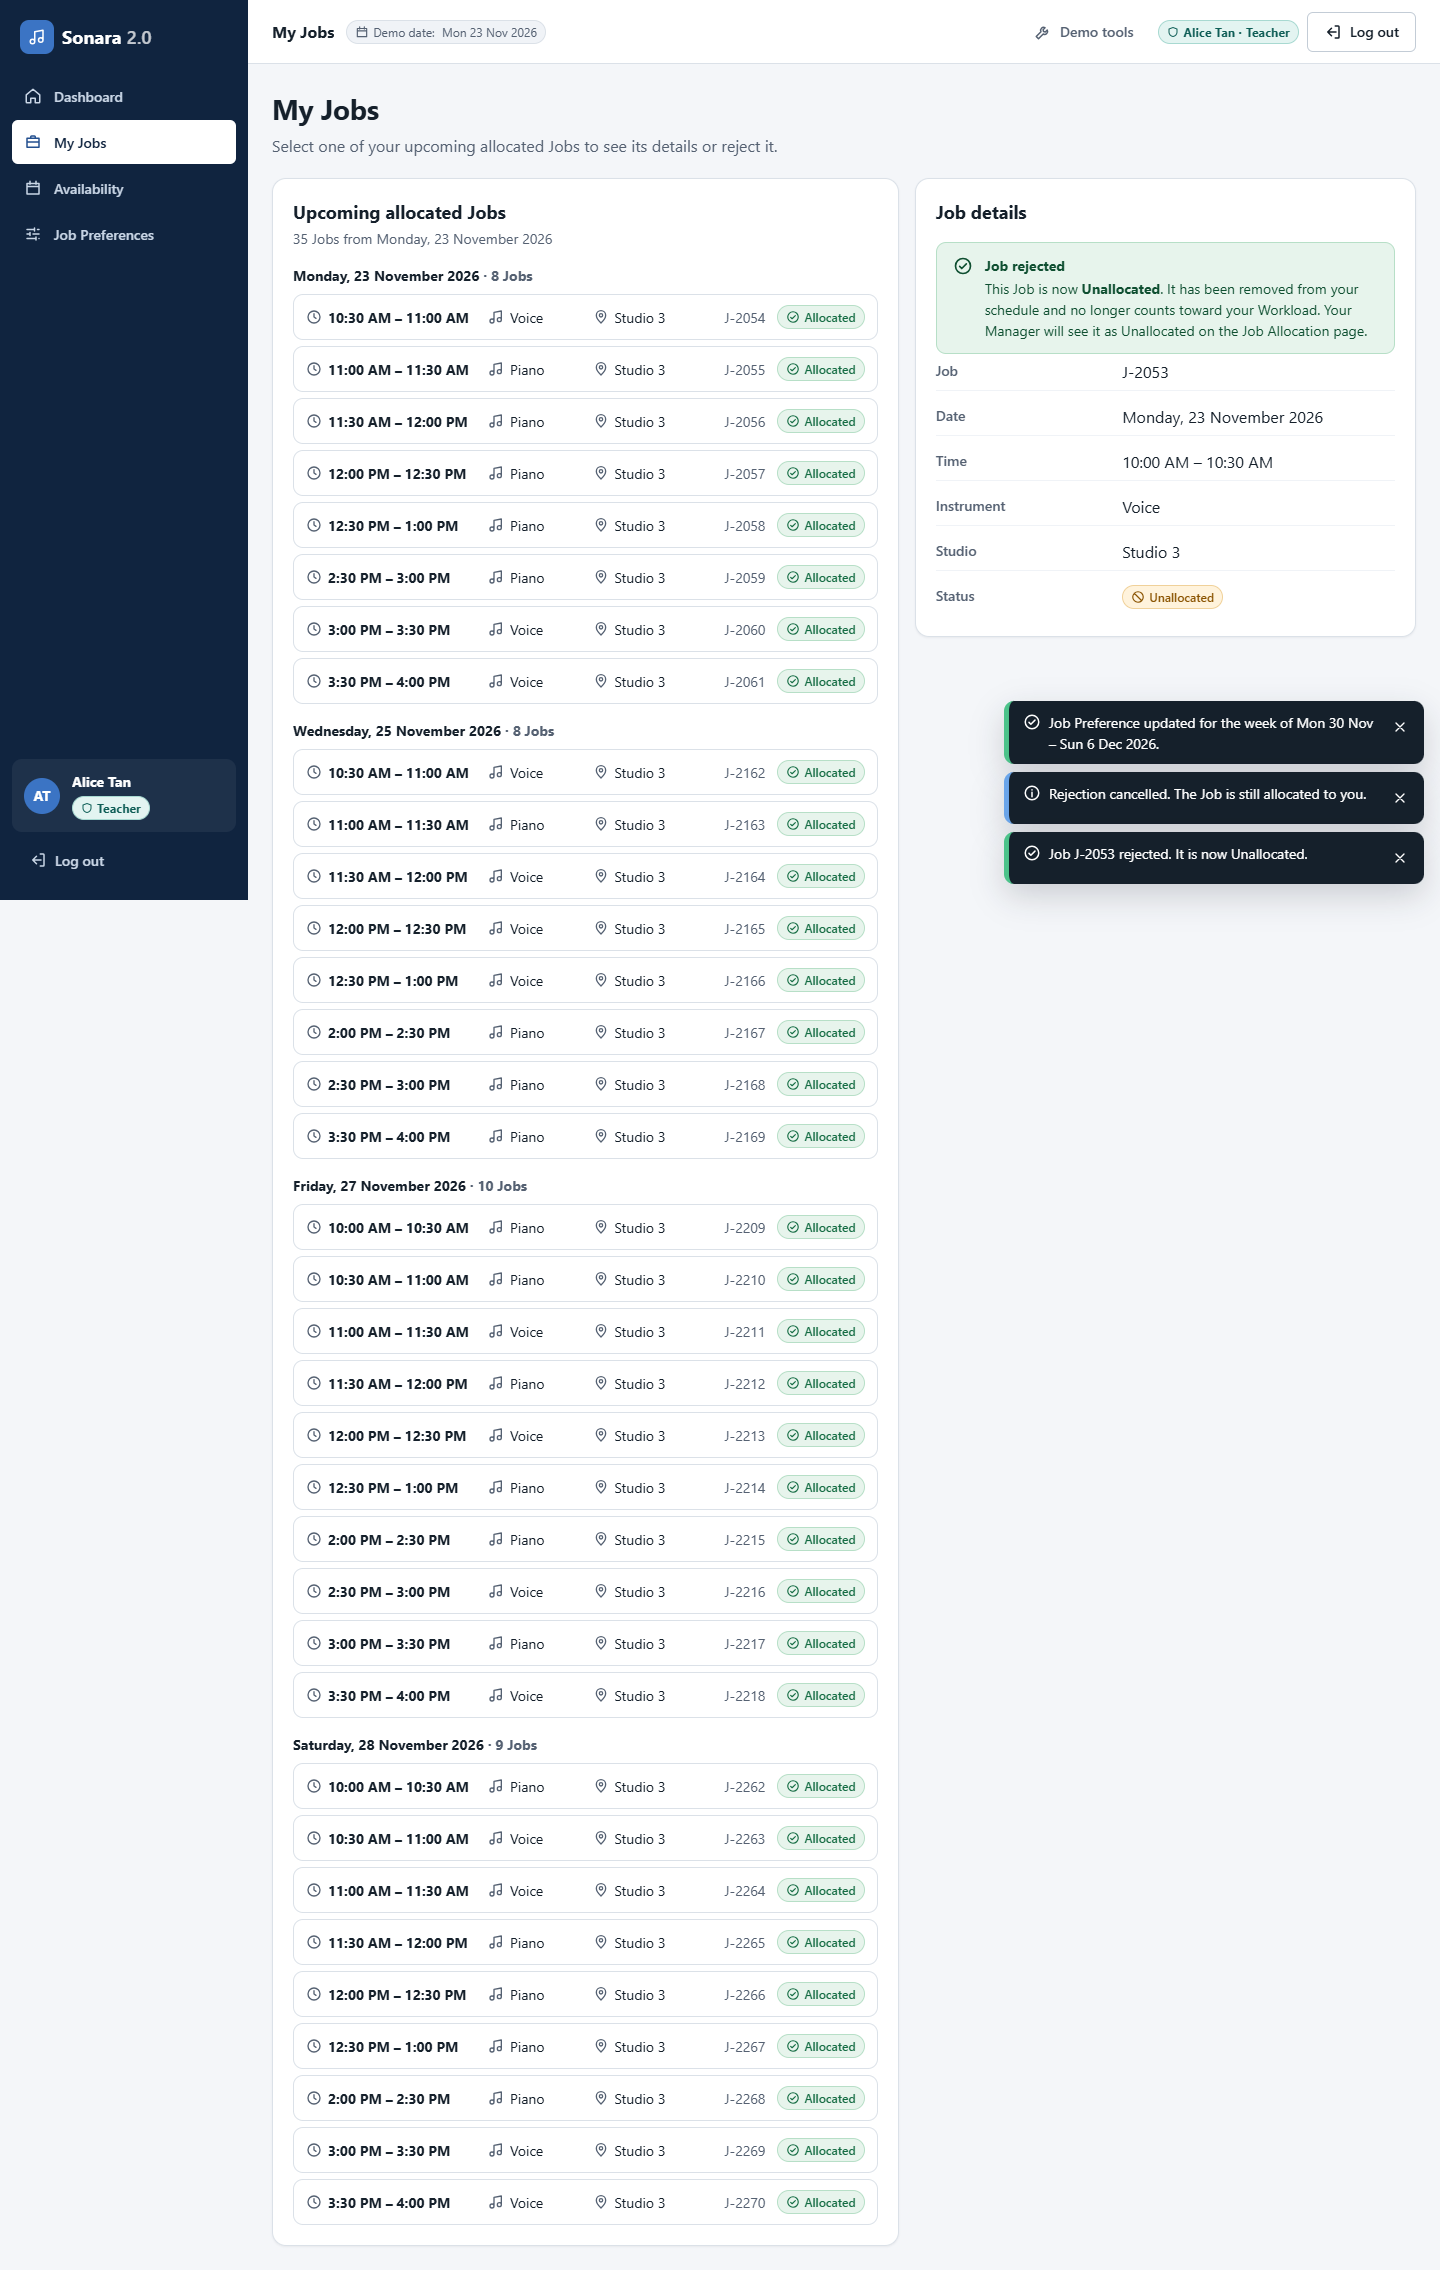 Sonara 2.0
Dashboard
My Jobs
Availability
Job Preferences
AT
Alice Tan
Teacher
Log out
My Jobs
Demo date: Mon 23 Nov 2026
Demo tools
Alice Tan · Teacher
Log out
My Jobs
Select one of your upcoming allocated Jobs to see its details or reject it.
Upcoming allocated Jobs
35 Jobs from Monday, 23 November 2026
Monday, 23 November 2026 · 8 Jobs
10:30 AM – 11:00 AM Voice Studio 3 J-2054 Allocated
11:00 AM – 11:30 AM Piano Studio 3 J-2055 Allocated
11:30 AM – 12:00 PM Piano Studio 3 J-2056 Allocated
12:00 PM – 12:30 PM Piano Studio 3 J-2057 Allocated
12:30 PM – 1:00 PM Piano Studio 3 J-2058 Allocated
2:30 PM – 3:00 PM Piano Studio 3 J-2059 Allocated
3:00 PM – 3:30 PM Voice Studio 3 J-2060 Allocated
3:30 PM – 4:00 PM Voice Studio 3 J-2061 Allocated
Wednesday, 25 November 2026 · 8 Jobs
10:30 AM – 11:00 AM Voice Studio 3 J-2162 Allocated
11:00 AM – 11:30 AM Piano Studio 3 J-2163 Allocated
11:30 AM – 12:00 PM Voice Studio 3 J-2164 Allocated
12:00 PM – 12:30 PM Voice Studio 3 J-2165 Allocated
12:30 PM – 1:00 PM Voice Studio 3 J-2166 Allocated
2:00 PM – 2:30 PM Piano Studio 3 J-2167 Allocated
2:30 PM – 3:00 PM Piano Studio 3 J-2168 Allocated
3:30 PM – 4:00 PM Piano Studio 3 J-2169 Allocated
Friday, 27 November 2026 · 10 Jobs
10:00 AM – 10:30 AM Piano Studio 3 J-2209 Allocated
10:30 AM – 11:00 AM Piano Studio 3 J-2210 Allocated
11:00 AM – 11:30 AM Voice Studio 3 J-2211 Allocated
11:30 AM – 12:00 PM Piano Studio 3 J-2212 Allocated
12:00 PM – 12:30 PM Voice Studio 3 J-2213 Allocated
12:30 PM – 1:00 PM Piano Studio 3 J-2214 Allocated
2:00 PM – 2:30 PM Piano Studio 3 J-2215 Allocated
2:30 PM – 3:00 PM Voice Studio 3 J-2216 Allocated
3:00 PM – 3:30 PM Piano Studio 3 J-2217 Allocated
3:30 PM – 4:00 PM Voice Studio 3 J-2218 Allocated
Saturday, 28 November 2026 · 9 Jobs
10:00 AM – 10:30 AM Piano Studio 3 J-2262 Allocated
10:30 AM – 11:00 AM Voice Studio 3 J-2263 Allocated
11:00 AM – 11:30 AM Voice Studio 3 J-2264 Allocated
11:30 AM – 12:00 PM Piano Studio 3 J-2265 Allocated
12:00 PM – 12:30 PM Piano Studio 3 J-2266 Allocated
12:30 PM – 1:00 PM Piano Studio 3 J-2267 Allocated
2:00 PM – 2:30 PM Piano Studio 3 J-2268 Allocated
3:00 PM – 3:30 PM Voice Studio 3 J-2269 Allocated
3:30 PM – 4:00 PM Voice Studio 3 J-2270 Allocated
Job details
Job rejected
This Job is now Unallocated. It has been removed from your
schedule and no longer counts toward your Workload. Your
Manager will see it as Unallocated on the Job Allocation page.
Job J-2053
Date Monday, 23 November 2026
Time 10:00 AM – 10:30 AM
Instrument Voice
Studio Studio 3
Status Unallocated
Job Preference updated for the week of Mon 30 Nov
– Sun 6 Dec 2026.
Rejection cancelled. The Job is still allocated to you.
Job J-2053 rejected. It is now Unallocated.